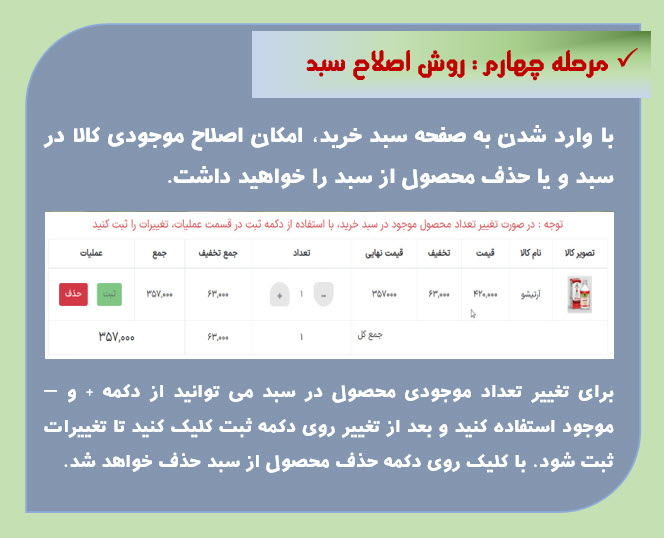 ✓ مرحله چهارم : روش اصلاح سبد
با وارد شدن به صفحه سبد خرید، امکان اصلاح موجودی کالا در
سبد و یا حذف محصول از سبد را خواهید داشت.
توجه : در صورت تغییر تعداد محصول موجود در سبد خرید، با استفاده از دکمه ثبت در قسمت عملیات، تغییرات را ثبت کنید
تصویر کالا نام کالا قیمت تخفیف قیمت نهایی تعداد جمع تخفیف جمع عملیات
آرتیشو ۴۲۰,۰۰۰ ۶۳,۰۰۰ ۳۵۷۰۰۰ - ۱ + ۶۳,۰۰۰ ۳۵۷,۰۰۰ ثبت حذف
جمع کل ۱ ۶۳,۰۰۰ ۳۵۷,۰۰۰
برای تغییر تعداد موجودی محصول در سبد می توانید از دکمه + و –
موجود استفاده کنید و بعد از تغییر روی دکمه ثبت کلیک کنید تا تغییرات
ثبت شود. با کلیک روی دکمه حذف محصول از سبد حذف خواهد شد.